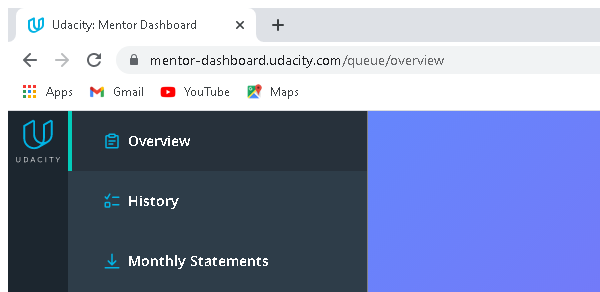 Udacity: Mentor Dashboard
mentor-dashboard.udacity.com/queue/overview
Apps Gmail YouTube Maps
UDACITY
Overview
History
Monthly Statements